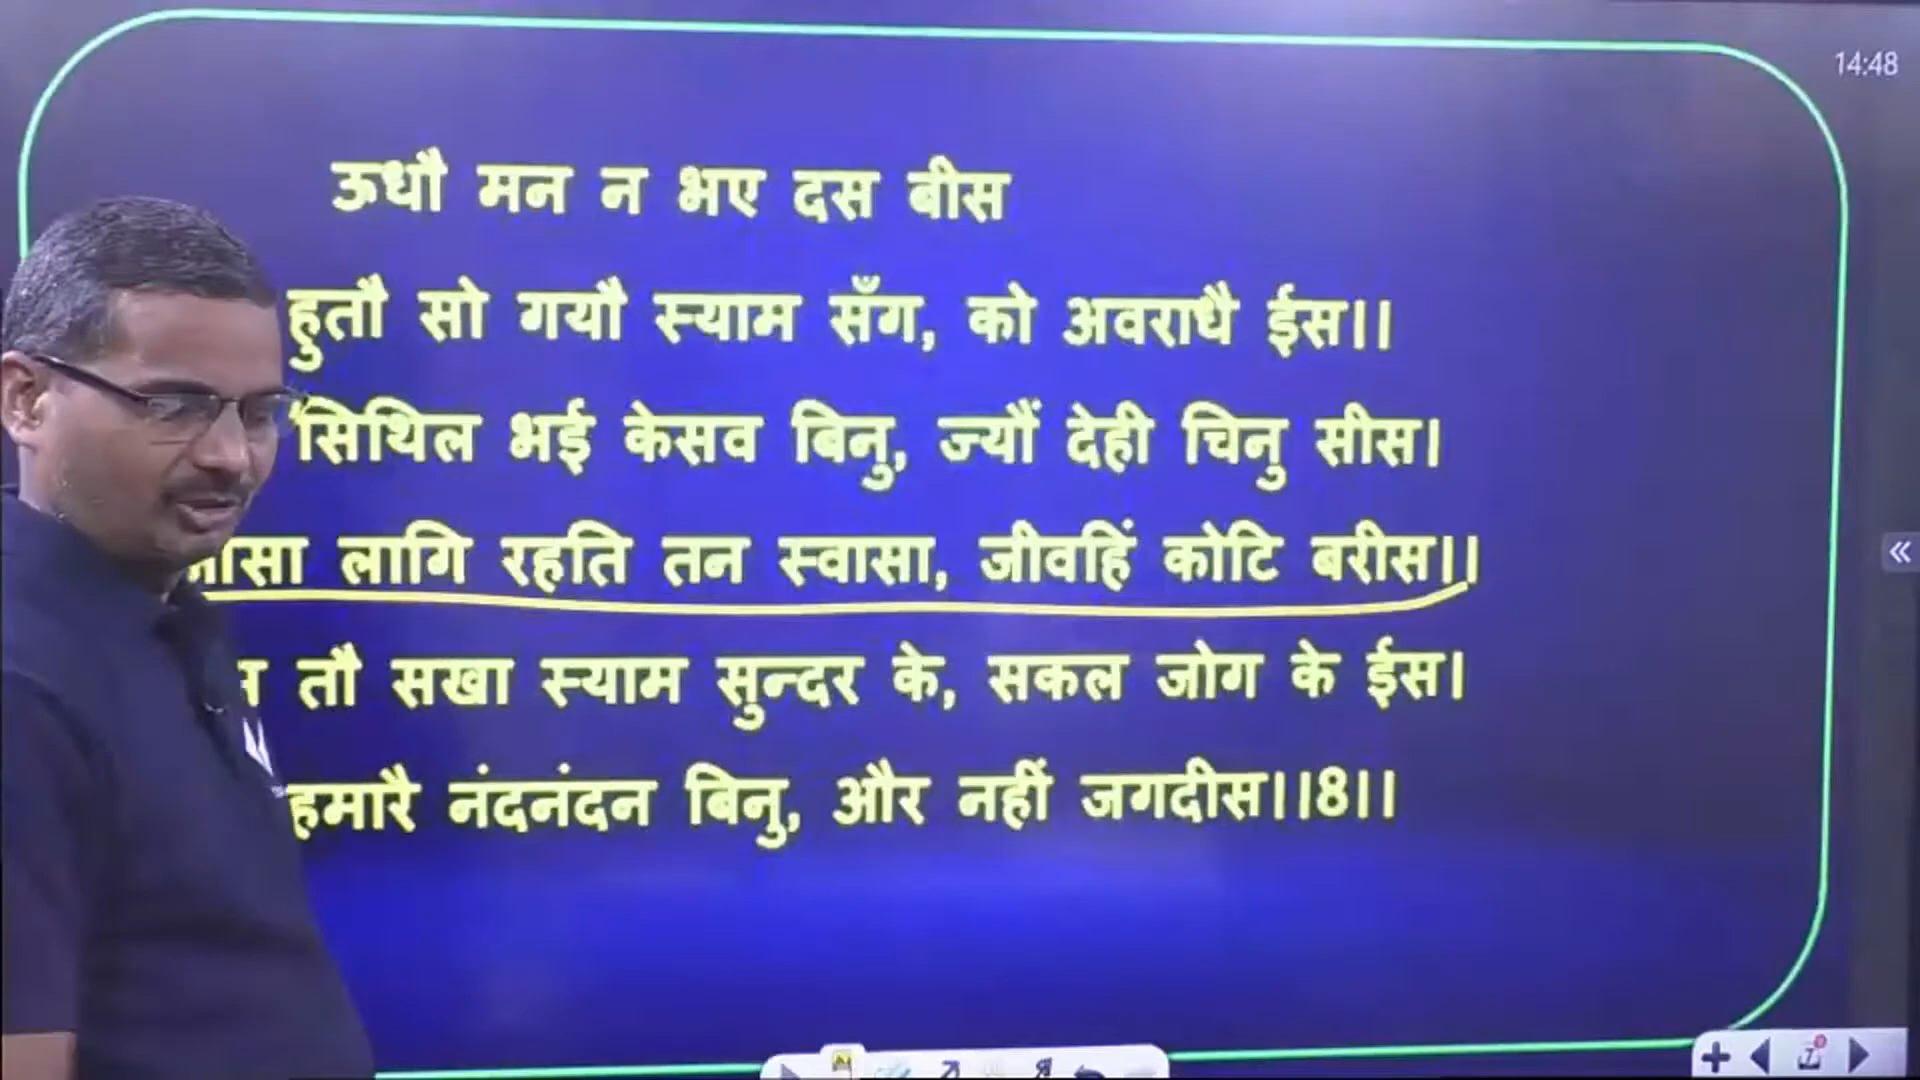 14:48
ऊधौ मन न भए दस बीस
हुतौ सो गयौ स्याम सँग, को अवराधै ईस।।
सिथिल भई केसव बिनु, ज्यौं देही चिनु सीस।
लागि रहति तन स्वासा, जीवहिं कोटि बरीस।।
तौ सखा स्याम सुन्दर के, सकल जोग के ईस।
हमारै नंदनंदन बिनु, और नहीं जगदीस।।8।।